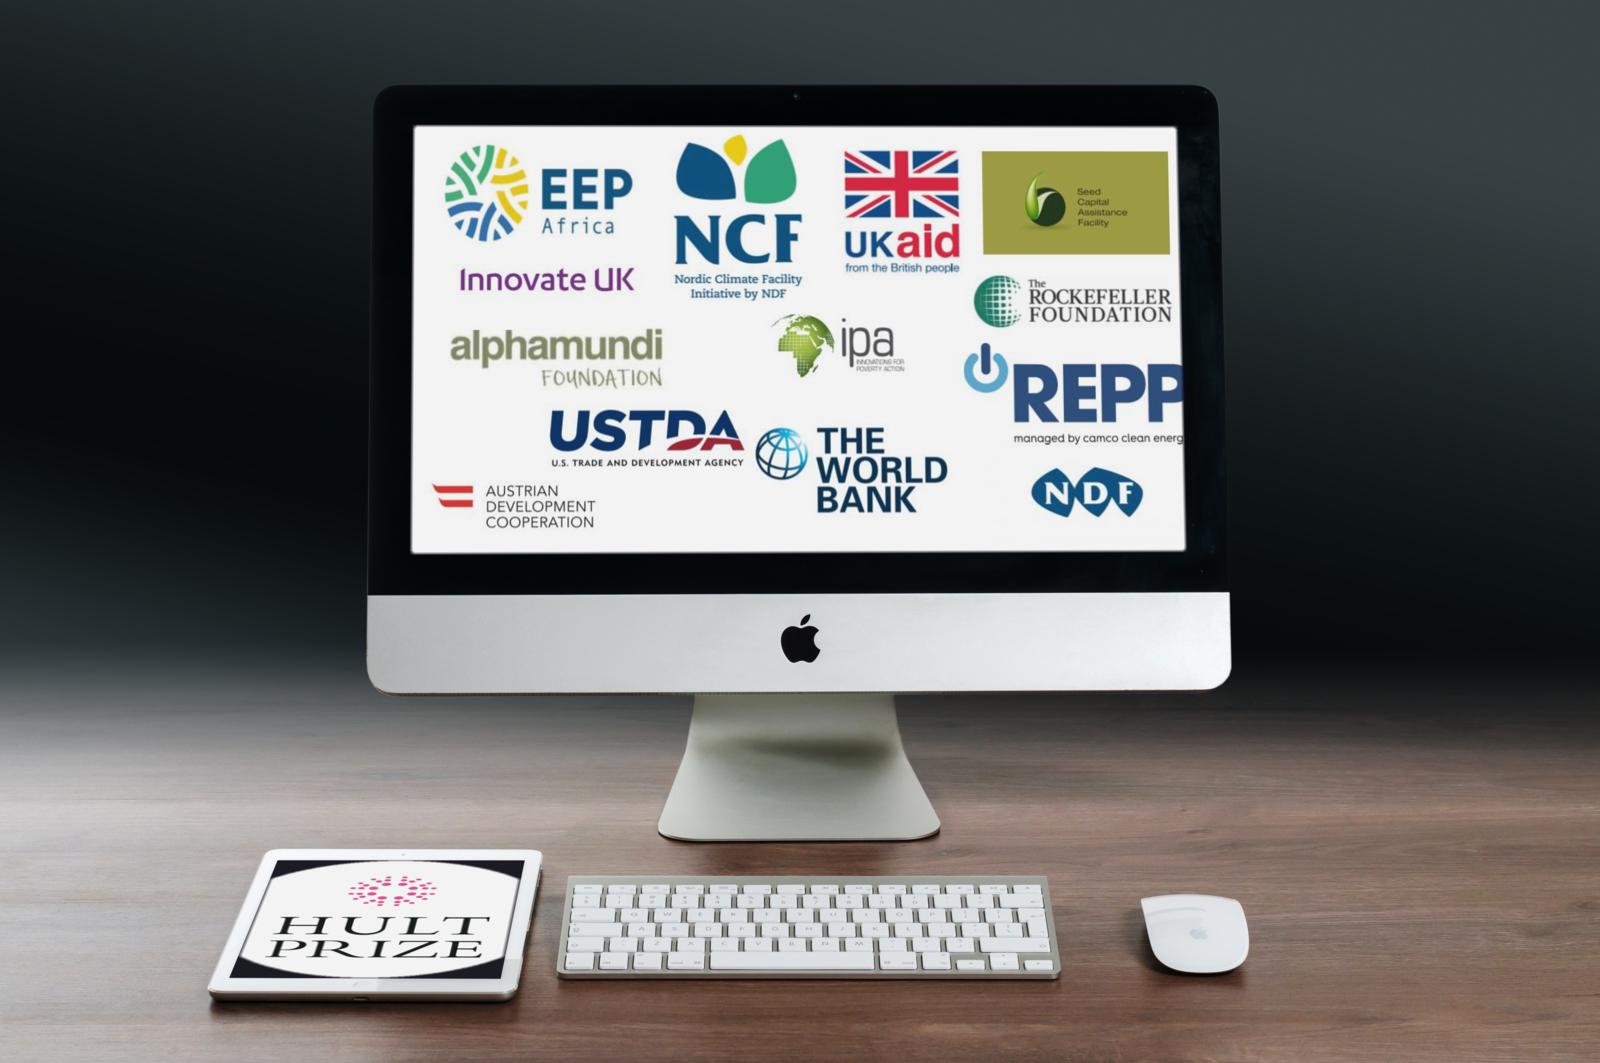 EEP
Africa
NCF
Nordic Climate Facility
Initiative by NDF
UKaid
from the British people
Seed
Capital
Assistance
Facility
Innovate UK
The
ROCKEFELLER
FOUNDATION
alphamundi
FOUNDATION
ipa
INNOVATIONS FOR
POVERTY ACTION
REPP
managed by camco clean energ
USTDA
U.S. TRADE AND DEVELOPMENT AGENCY
THE
WORLD
BANK
NDF
AUSTRIAN
DEVELOPMENT
COOPERATION
HULT
PRIZE